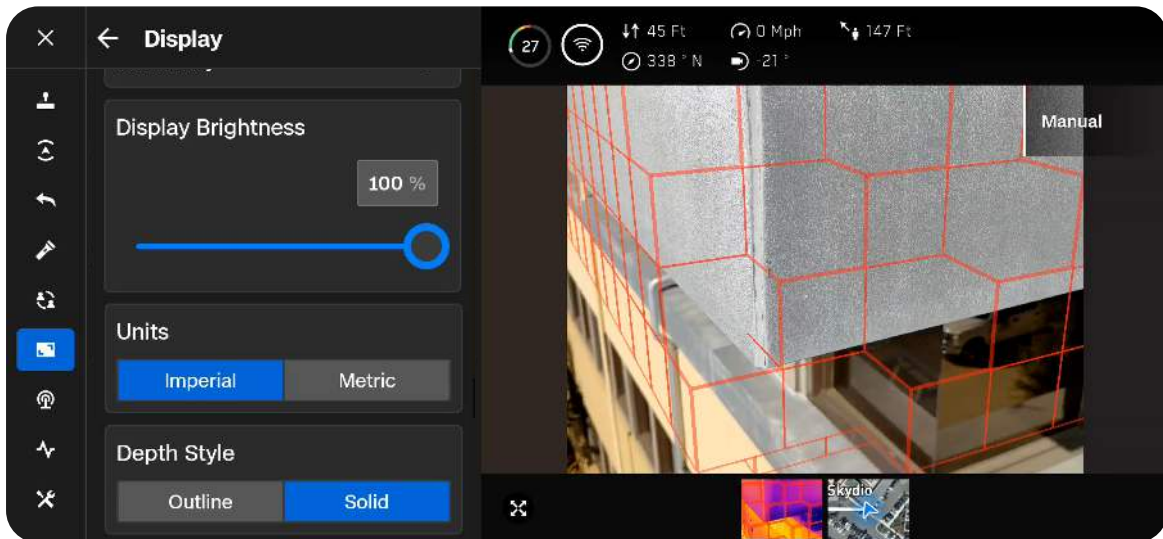 Display
Display Brightness
100 %
Units
Imperial Metric
Depth Style
Outline Solid
27
45 Ft 0 Mph 147 Ft
338 ° N -21 °
Manual
Skydio